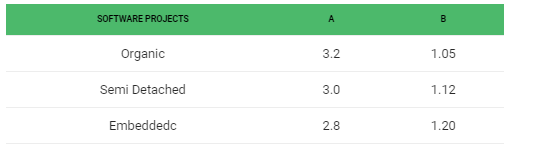 SOFTWARE PROJECTS A B
Organic 3.2 1.05
Semi Detached 3.0 1.12
Embeddedc 2.8 1.20